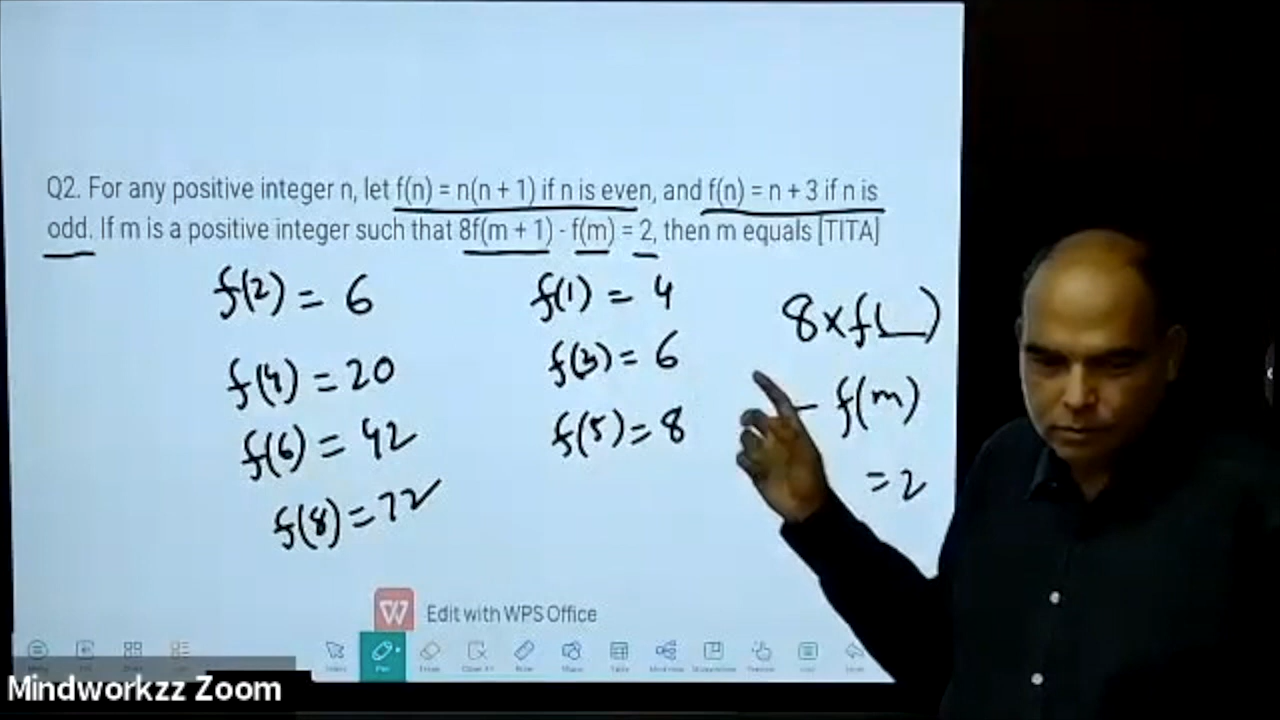 Q2. For any positive integer n, let f(n) = n(n + 1) if n is even, and f(n) = n + 3 if n is
odd. If m is a positive integer such that 8f(m + 1) - f(m) = 2, then m equals [TITA]
f(2) = 6
f(4) = 20
f(6) = 42
f(8) = 72
f(1) = 4
f(3) = 6
f(5) = 8
8×f(_)
- f(m)
= 2
Edit with WPS Office
Pen
Mindworkzz Zoom